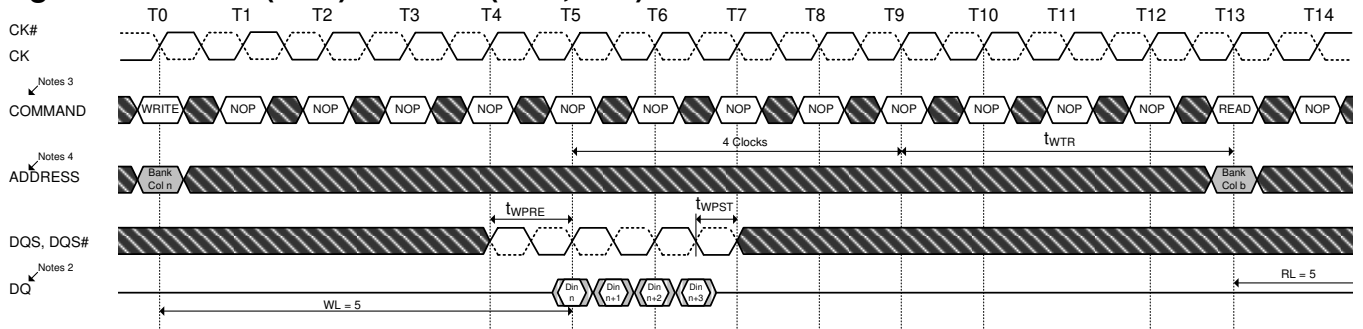 T0 T1 T2 T3 T4 T5 T6 T7 T8 T9 T10 T11 T12 T13 T14
CK#
CK
Notes 3
COMMAND WRITE NOP NOP NOP NOP NOP NOP NOP NOP NOP NOP NOP NOP READ NOP
4 Clocks tWTR
Notes 4
ADDRESS Bank Col n Bank Col b
tWPRE tWPST
DQS, DQS#
Notes 2
DQ Din n Din n+1 Din n+2 Din n+3
RL = 5
WL = 5